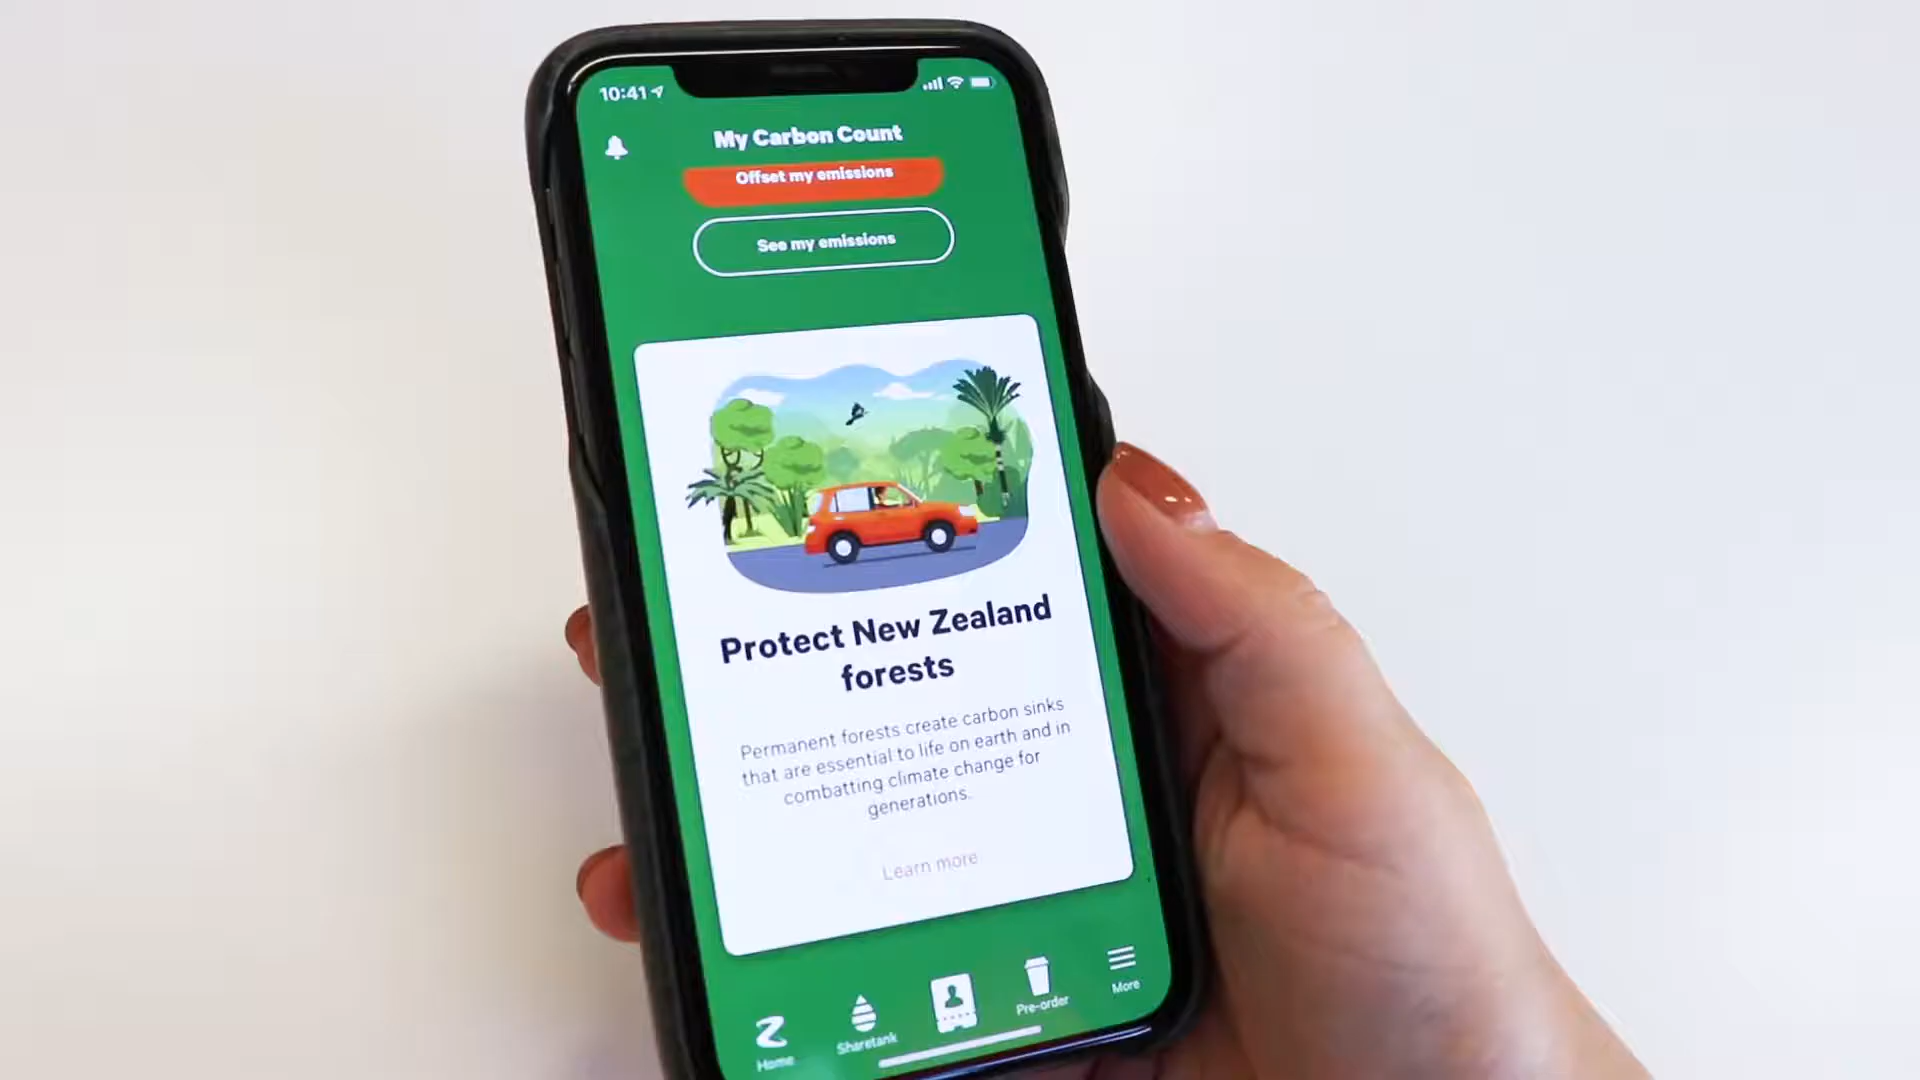 10:41
My Carbon Count
Offset my emissions
See my emissions
Protect New Zealand
forests
Permanent forests create carbon sinks
that are essential to life on earth and in
combatting climate change for
generations.
Learn more
Home
Sharetank
Pre-order
More